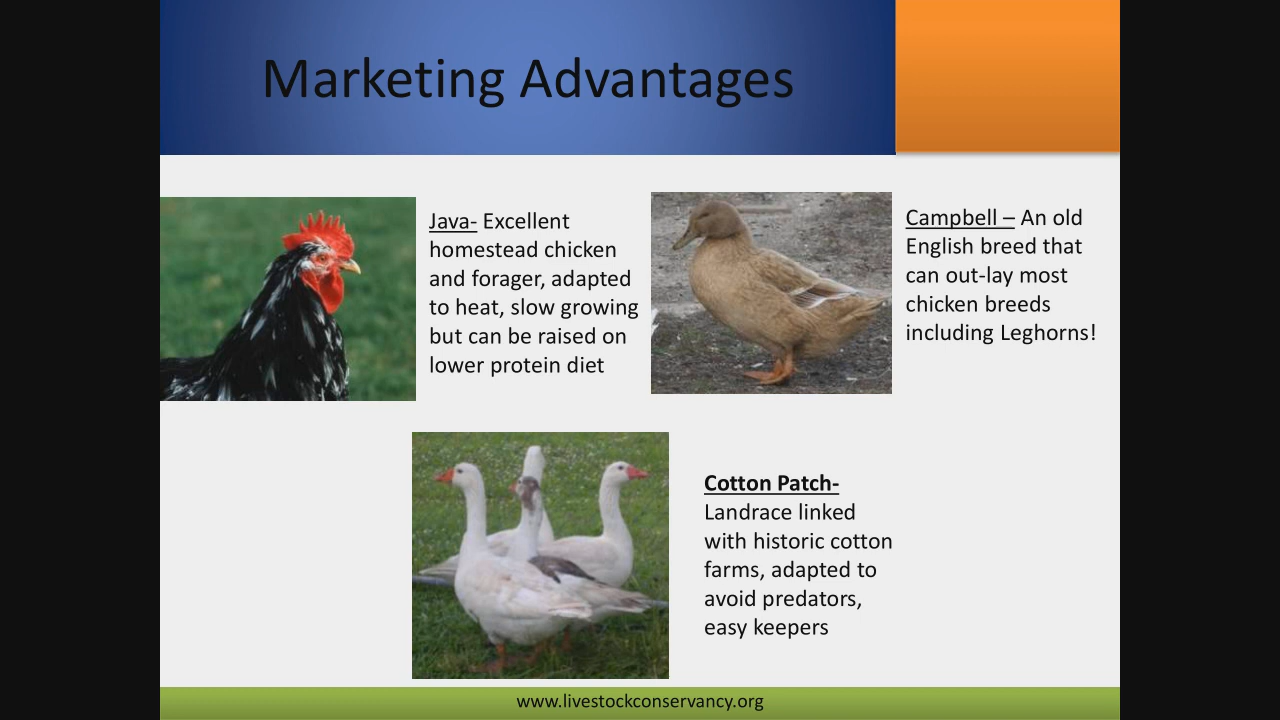 Marketing Advantages
Java- Excellent
homestead chicken
and forager, adapted
to heat, slow growing
but can be raised on
lower protein diet
Campbell – An old
English breed that
can out-lay most
chicken breeds
including Leghorns!
Cotton Patch-
Landrace linked
with historic cotton
farms, adapted to
avoid predators,
easy keepers
www.livestockconservancy.org